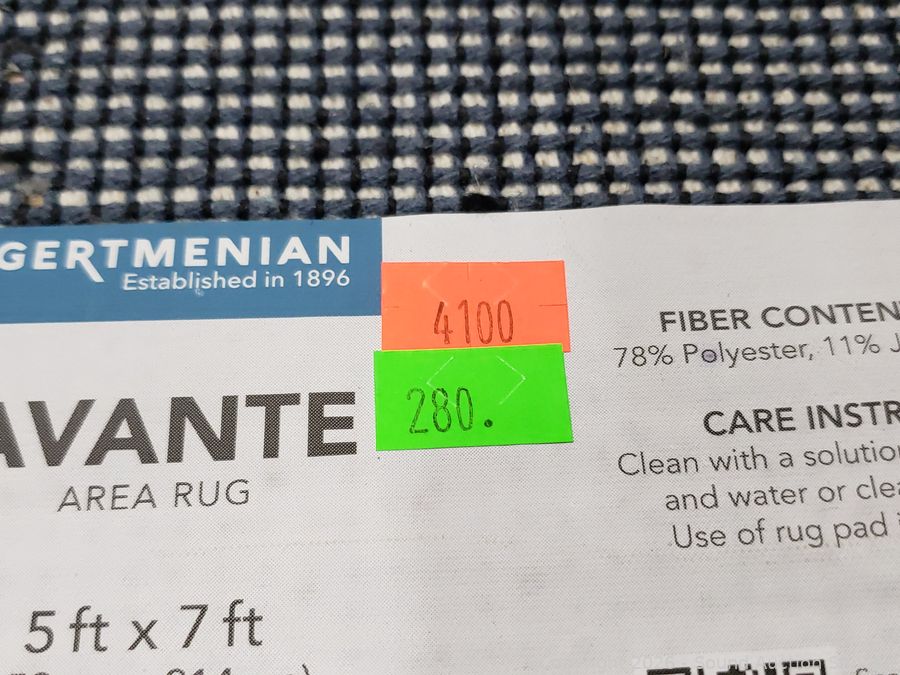 GERTMENIAN
Established in 1896
4100
280.
AVANTE
AREA RUG
5 ft x 7 ft
FIBER CONTEN
78% Polyester, 11% J
CARE INSTR
Clean with a solutio
and water or clea
Use of rug pad i